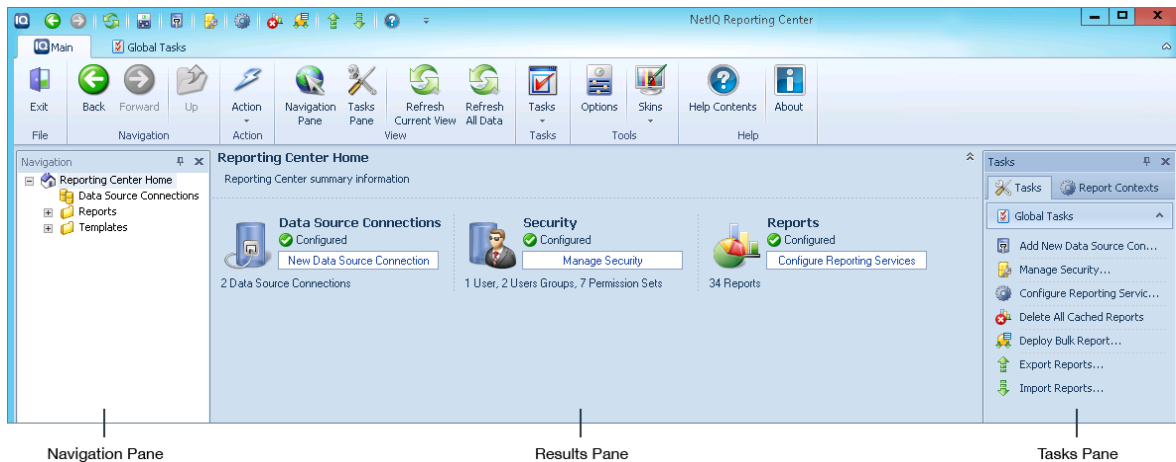 NetIQ Reporting Center
IQ Main
Global Tasks
Exit
Back
Forward
Up
Action
Navigation Pane
Tasks Pane
Refresh Current View
Refresh All Data
Tasks
Options
Skins
Help Contents
About
File
Navigation
Action
View
Tasks
Tools
Help
Navigation
Reporting Center Home
Data Source Connections
Reports
Templates
Reporting Center Home
Reporting Center summary information
Data Source Connections
Configured
New Data Source Connection
2 Data Source Connections
Security
Configured
Manage Security
1 User, 2 Users Groups, 7 Permission Sets
Reports
Configured
Configure Reporting Services
34 Reports
Tasks
Tasks
Report Contexts
Global Tasks
Add New Data Source Con...
Manage Security...
Configure Reporting Servic...
Delete All Cached Reports
Deploy Bulk Report...
Export Reports...
Import Reports...
Navigation Pane
Results Pane
Tasks Pane